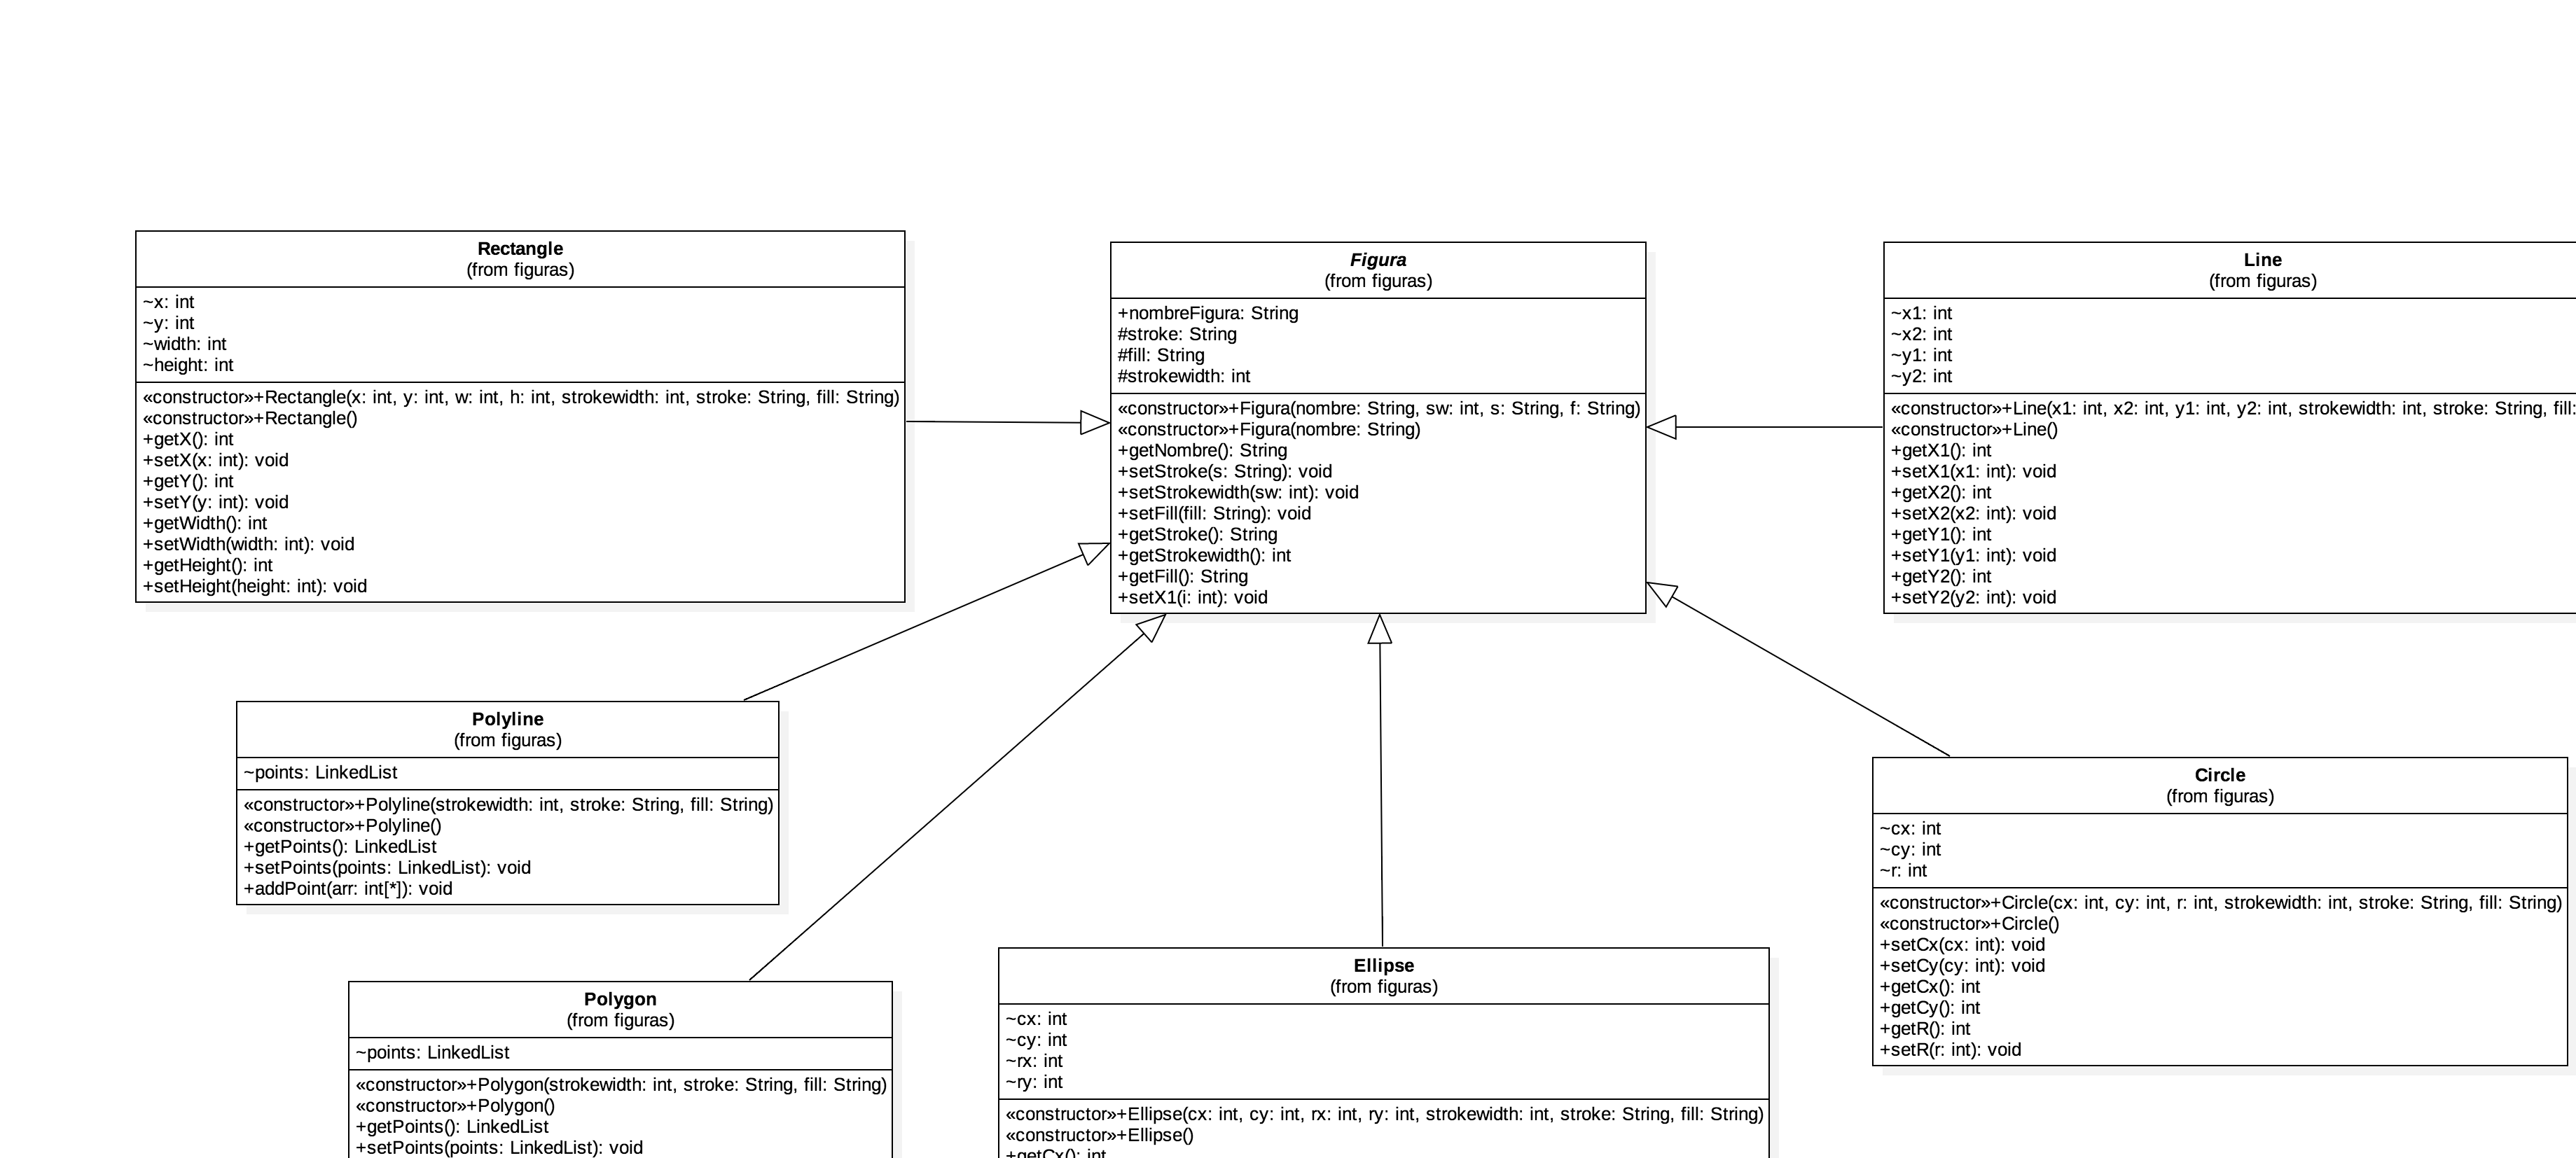 Rectangle
(from figuras)
~x: int
~y: int
~width: int
~height: int
«constructor»+Rectangle(x: int, y: int, w: int, h: int, strokewidth: int, stroke: String, fill: String)
«constructor»+Rectangle()
+getX(): int
+setX(x: int): void
+getY(): int
+setY(y: int): void
+getWidth(): int
+setWidth(width: int): void
+getHeight(): int
+setHeight(height: int): void
Figura
(from figuras)
+nombreFigura: String
#stroke: String
#fill: String
#strokewidth: int
«constructor»+Figura(nombre: String, sw: int, s: String, f: String)
«constructor»+Figura(nombre: String)
+getNombre(): String
+setStroke(s: String): void
+setStrokewidth(sw: int): void
+setFill(fill: String): void
+getStroke(): String
+getStrokewidth(): int
+getFill(): String
+setX1(i: int): void
Line
(from figuras)
~x1: int
~x2: int
~y1: int
~y2: int
«constructor»+Line(x1: int, x2: int, y1: int, y2: int, strokewidth: int, stroke: String, fill:
«constructor»+Line()
+getX1(): int
+setX1(x1: int): void
+getX2(): int
+setX2(x2: int): void
+getY1(): int
+setY1(y1: int): void
+getY2(): int
+setY2(y2: int): void
Polyline
(from figuras)
~points: LinkedList
«constructor»+Polyline(strokewidth: int, stroke: String, fill: String)
«constructor»+Polyline()
+getPoints(): LinkedList
+setPoints(points: LinkedList): void
+addPoint(arr: int[*]): void
Circle
(from figuras)
~cx: int
~cy: int
~r: int
«constructor»+Circle(cx: int, cy: int, r: int, strokewidth: int, stroke: String, fill: String)
«constructor»+Circle()
+setCx(cx: int): void
+setCy(cy: int): void
+getCx(): int
+getCy(): int
+getR(): int
+setR(r: int): void
Polygon
(from figuras)
~points: LinkedList
«constructor»+Polygon(strokewidth: int, stroke: String, fill: String)
«constructor»+Polygon()
+getPoints(): LinkedList
+setPoints(points: LinkedList): void
Ellipse
(from figuras)
~cx: int
~cy: int
~rx: int
~ry: int
«constructor»+Ellipse(cx: int, cy: int, rx: int, ry: int, strokewidth: int, stroke: String, fill: String)
«constructor»+Ellipse()
+getCx(): int